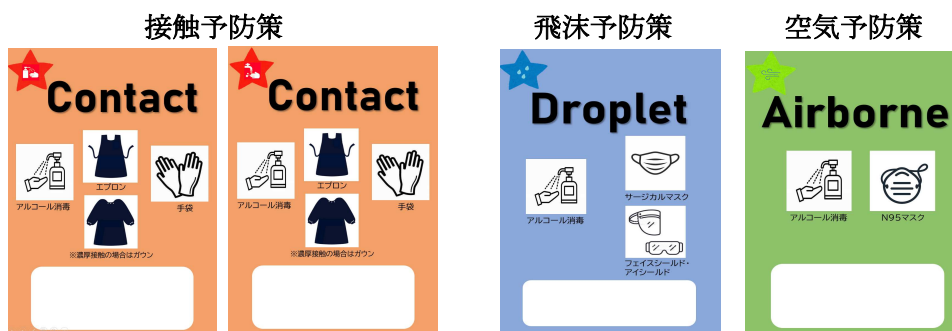 接触予防策
飛沫予防策
空気予防策
Contact
アルコール消毒
エプロン
手袋
※濃厚接触の場合はガウン
Contact
アルコール消毒
エプロン
手袋
※濃厚接触の場合はガウン
Droplet
アルコール消毒
サージカルマスク
フェイスシールド・
アイシールド
Airborne
アルコール消毒
N95マスク